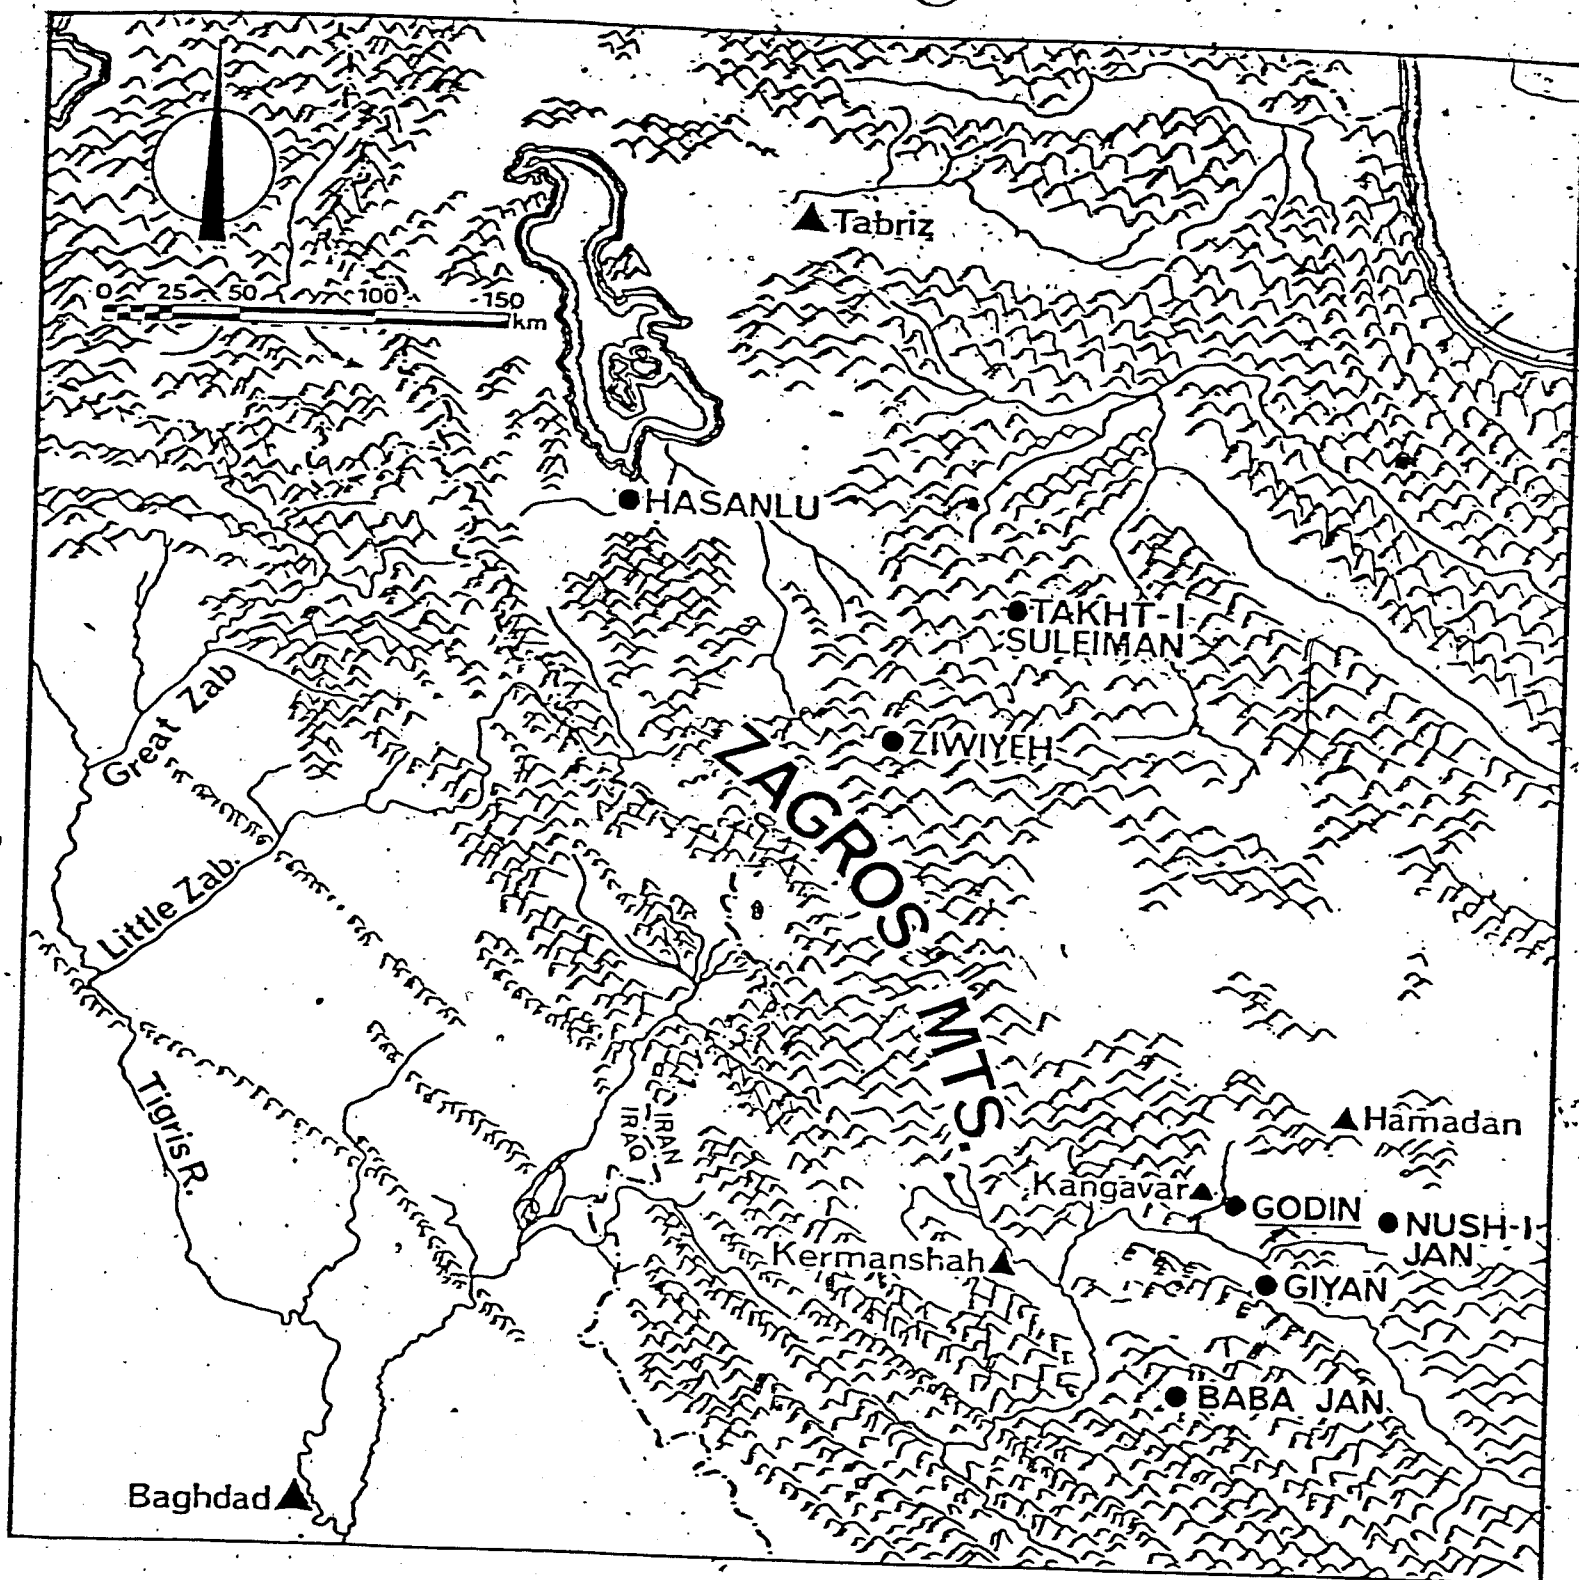 Tabriz
0 25 50 100 150
km
HASANLU
TAKHT-I
SULEIMAN
Great Zab
ZIWIYEH
ZAGROS MTS.
Little Zab
Tigris R.
IRAN
IRAQ
Hamadan
Kangavar
GODIN
NUSH-I
JAN
Kermanshah
GIYAN
BABA JAN
Baghdad